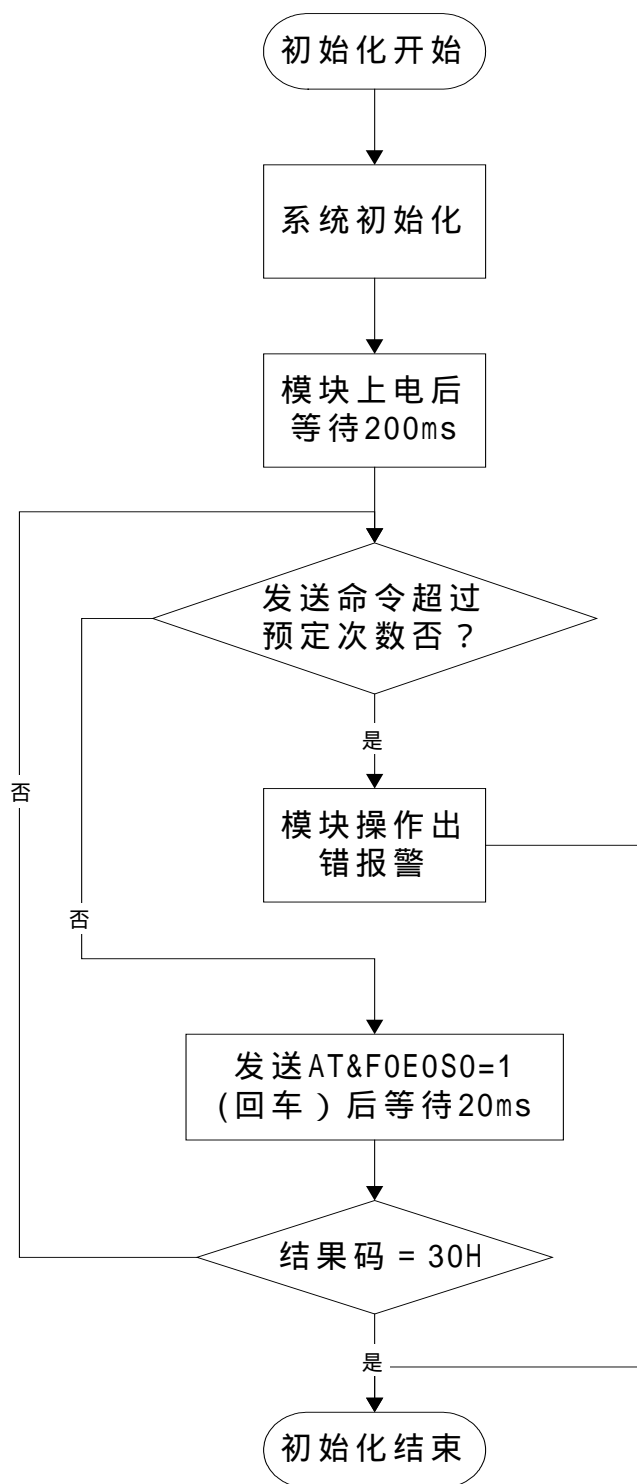 初始化开始
系统初始化
模块上电后
等待200ms
发送命令超过
预定次数否？
是
否
模块操作出
错报警
否
发送AT&F0E0S0=1
(回车）后等待20ms
结果码 = 30H
是
初始化结束